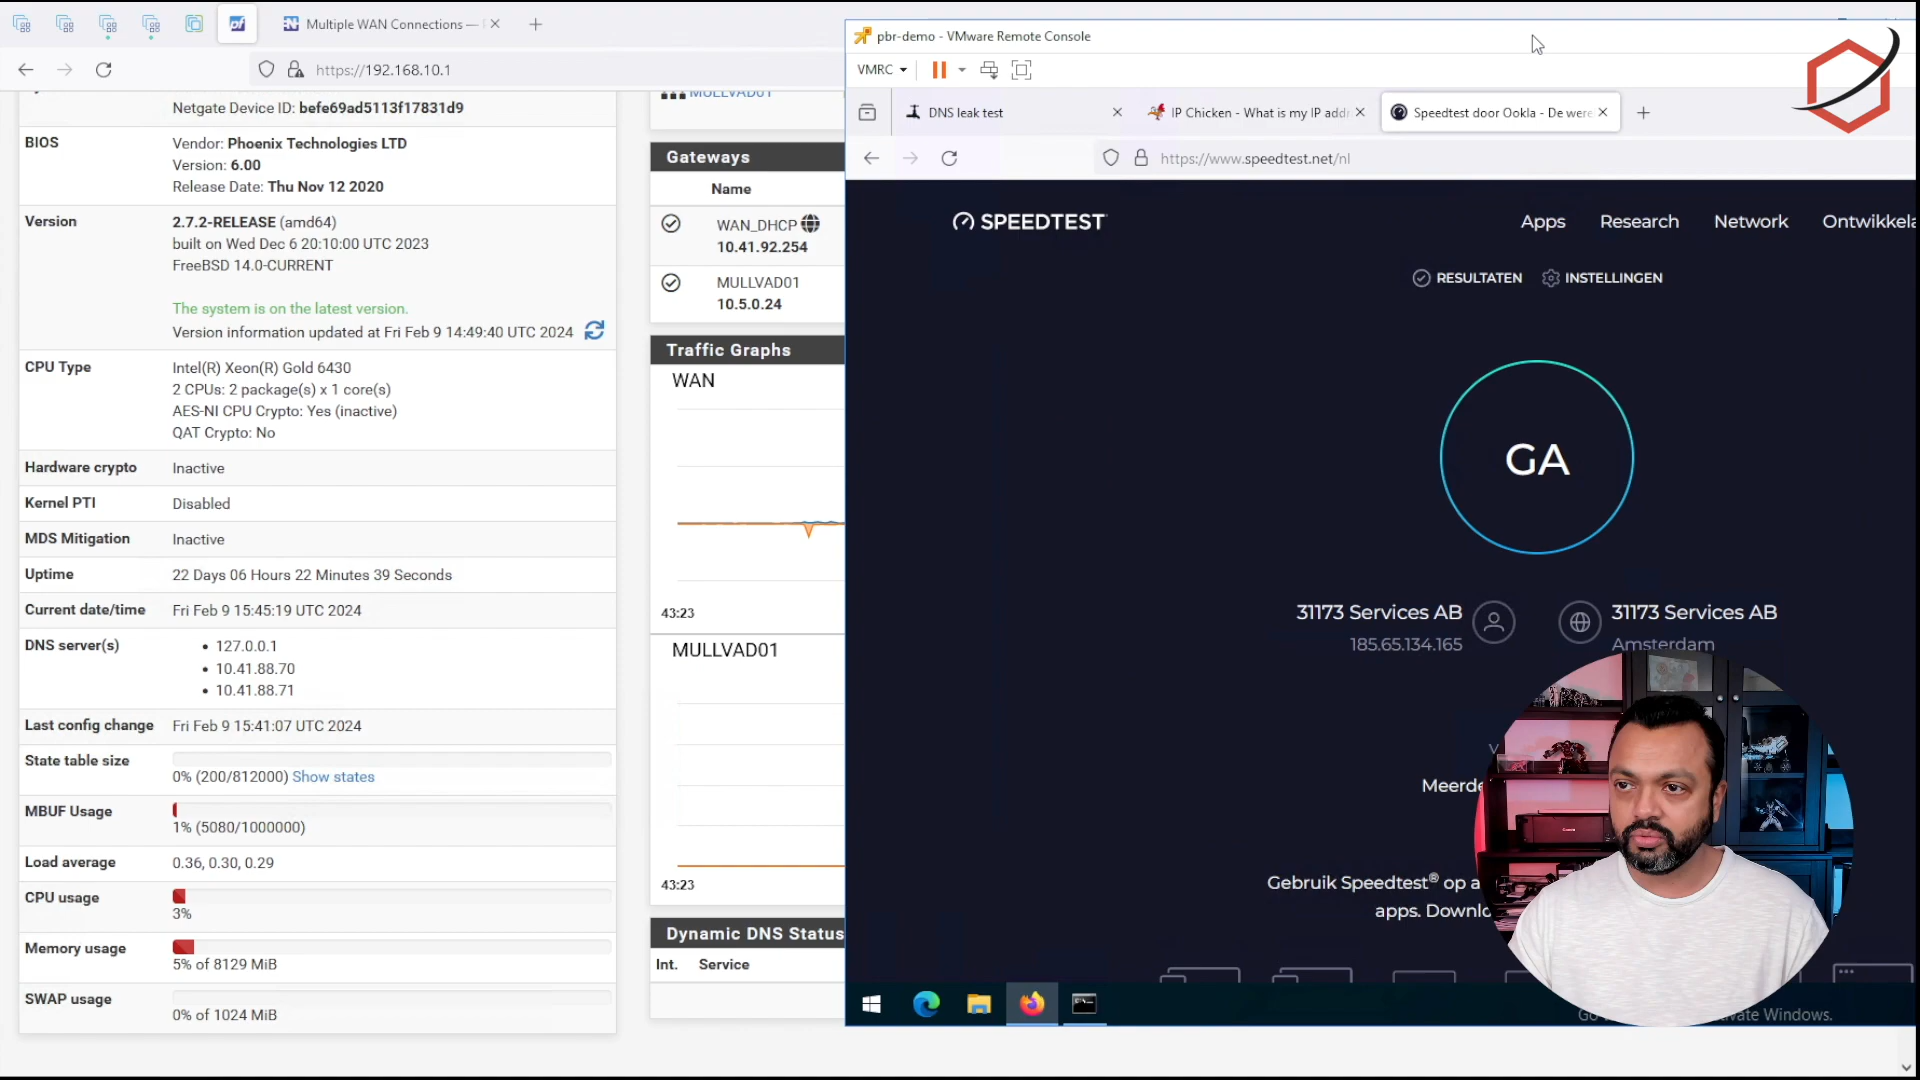 Multiple WAN Connections —
https://192.168.10.1
Netgate Device ID: befe69ad5113f17831d9
BIOS
Vendor: Phoenix Technologies LTD
Version: 6.00
Release Date: Thu Nov 12 2020
Version
2.7.2-RELEASE (amd64)
built on Wed Dec 6 20:10:00 UTC 2023
FreeBSD 14.0-CURRENT
The system is on the latest version.
Version information updated at Fri Feb 9 14:49:40 UTC 2024
CPU Type
Intel(R) Xeon(R) Gold 6430
2 CPUs: 2 package(s) x 1 core(s)
AES-NI CPU Crypto: Yes (inactive)
QAT Crypto: No
Hardware crypto
Inactive
Kernel PTI
Disabled
MDS Mitigation
Inactive
Uptime
22 Days 06 Hours 22 Minutes 39 Seconds
Current date/time
Fri Feb 9 15:45:19 UTC 2024
DNS server(s)
127.0.0.1
10.41.88.70
10.41.88.71
Last config change
Fri Feb 9 15:41:07 UTC 2024
State table size
0% (200/812000) Show states
MBUF Usage
1% (5080/1000000)
Load average
0.36, 0.30, 0.29
CPU usage
3%
Memory usage
5% of 8129 MiB
SWAP usage
0% of 1024 MiB
MULLVAD01
Gateways
Name
WAN_DHCP
10.41.92.254
MULLVAD01
10.5.0.24
Traffic Graphs
WAN
43:23
MULLVAD01
43:23
Dynamic DNS Status
Int. Service
pbr-demo - VMware Remote Console
VMRC
DNS leak test
IP Chicken - What is my IP addr
Speedtest door Ookla - De were
https://www.speedtest.net/nl
SPEEDTEST
Apps Research Network Ontwikkela
RESULTATEN INSTELLINGEN
GA
31173 Services AB
185.65.134.165
31173 Services AB
Amsterdam
Meerde
Gebruik Speedtest® op a
apps. Downlo
Windows.